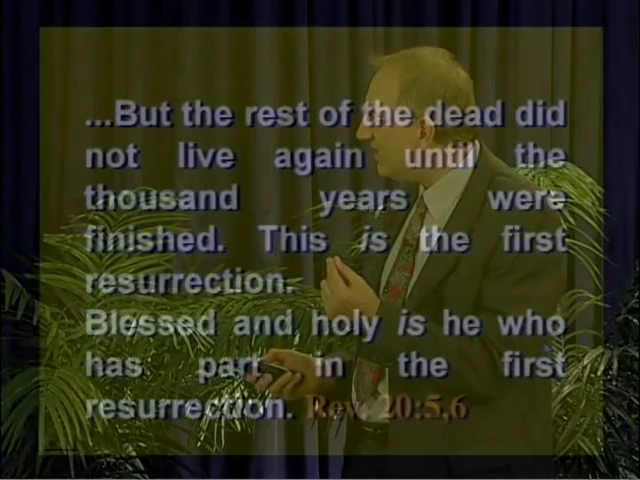 ...But the rest of the dead did
not live again until the
thousand years were
finished. This is the first
resurrection.
Blessed and holy is he who
has part in the first
resurrection. Rev. 20:5,6